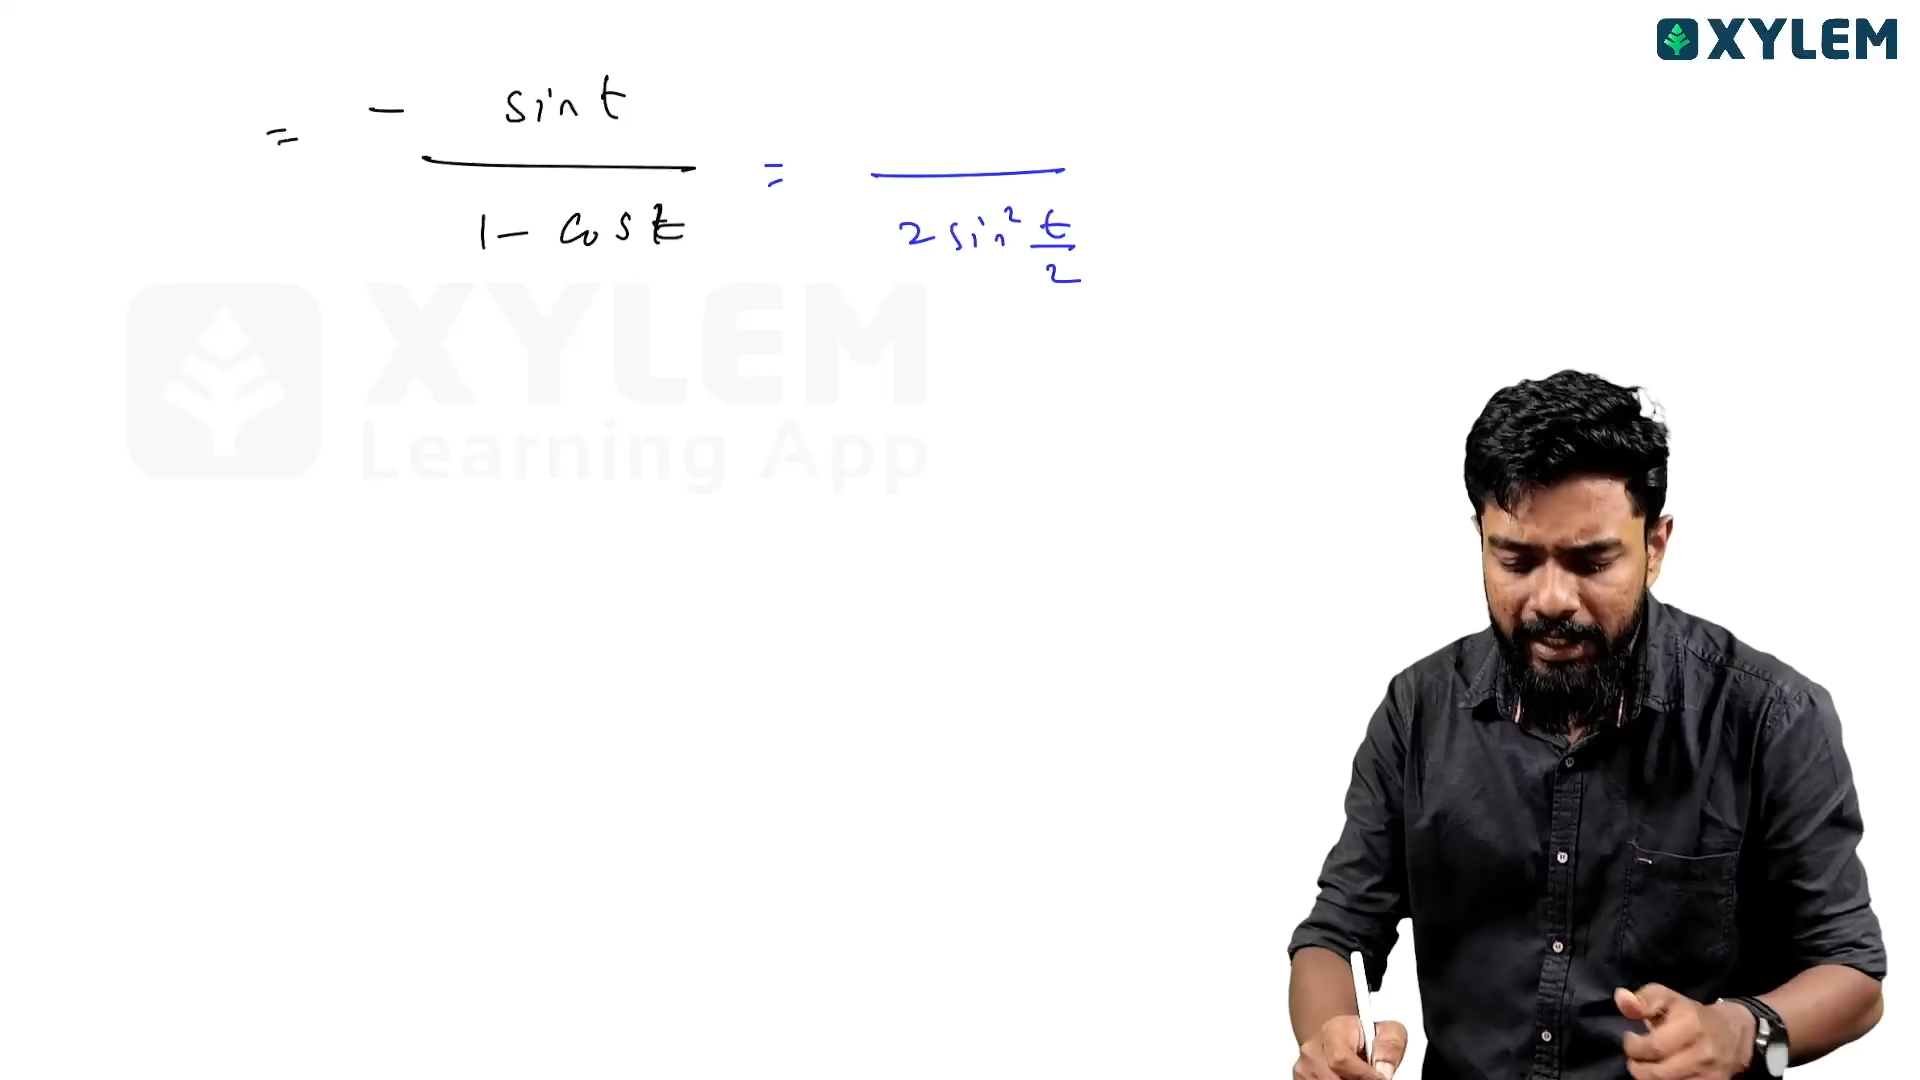 XYLEM
= - sin t / 1 - cos t = / 2 sin² t/2
XYLEM
Learning App